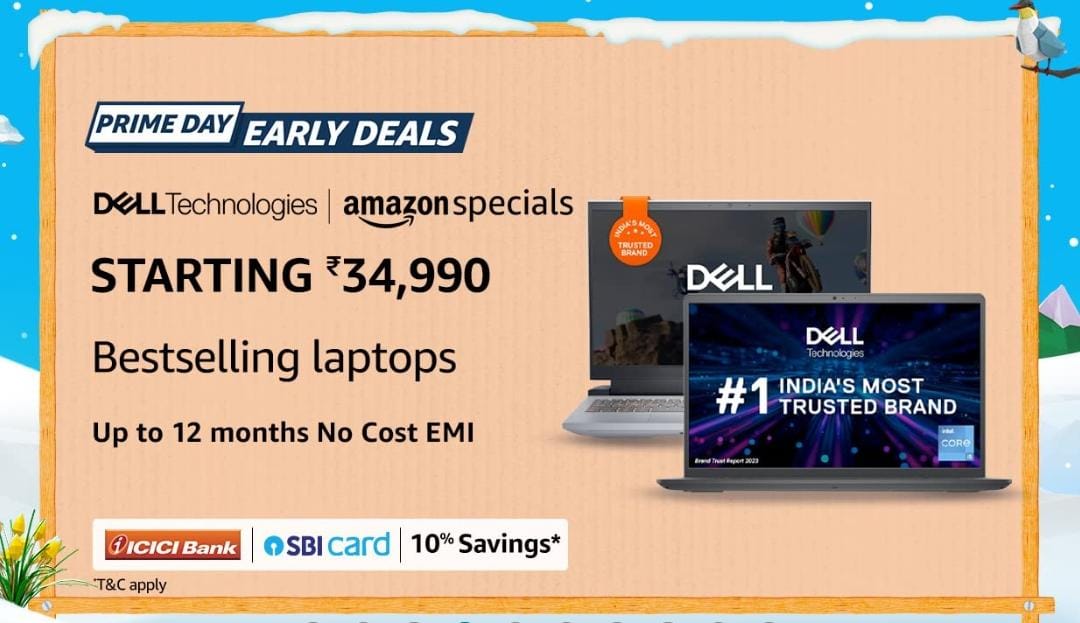 PRIME DAY EARLY DEALS
DELL Technologies | amazon specials
STARTING ₹34,990
Bestselling laptops
Up to 12 months No Cost EMI
ICICI Bank | SBI card | 10% Savings*
*T&C apply
INDIA'S MOST
TRUSTED
BRAND
DELL
DELL
Technologies
#1 INDIA'S MOST
TRUSTED BRAND
Brand Trust Report 2023
intel
CORE